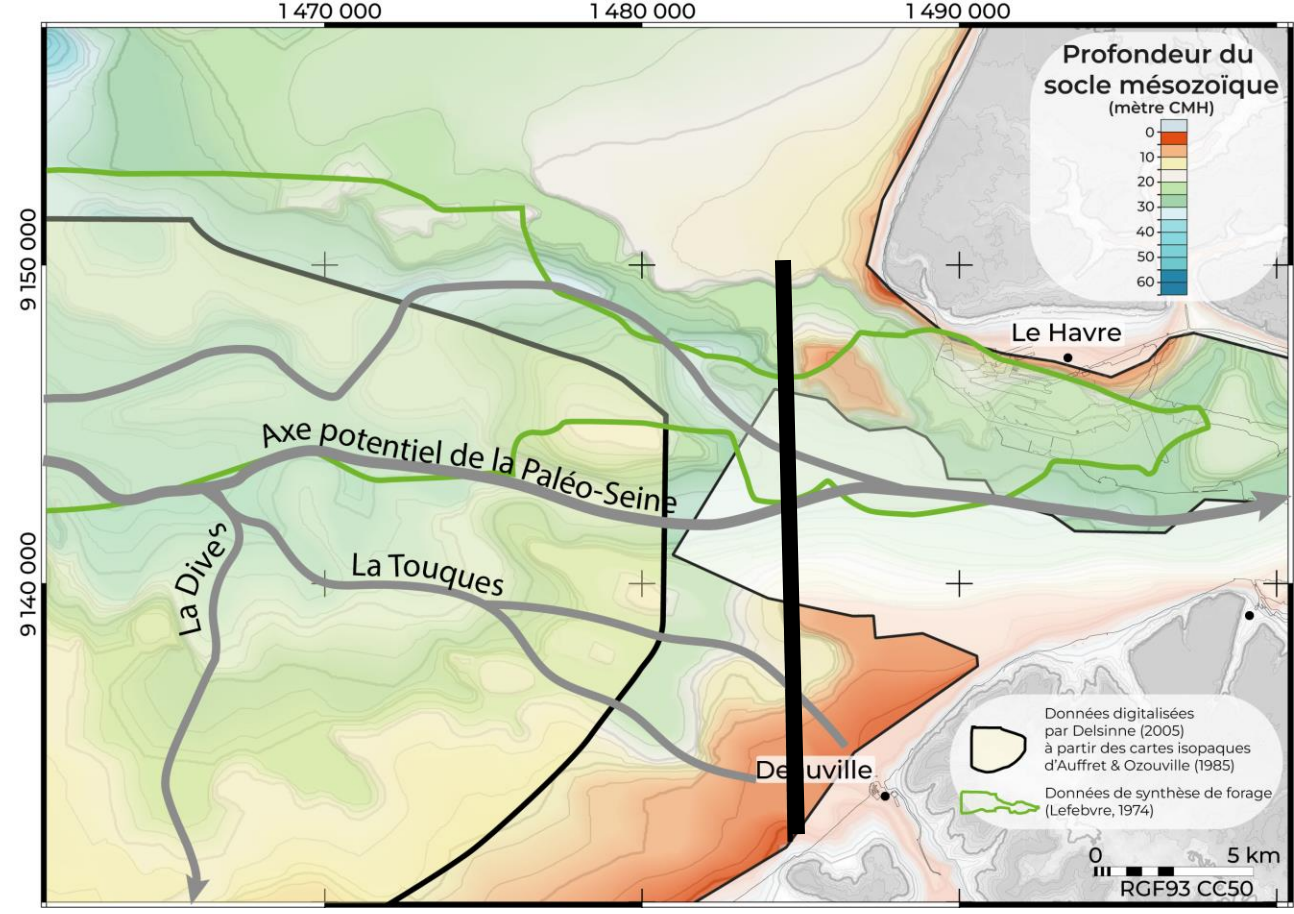 1 470 000
1 480 000
1 490 000
Profondeur du
socle mésozoïque
(mètre CMH)
0
10
20
30
40
50
60
9 150 000
9 140 000
Le Havre
Axe potentiel de la Paléo-Seine
La Dives
La Touques
Deauville
Données digitalisées
par Delsinne (2005)
à partir des cartes isopaques
d'Auffret & Ozouville (1985)
Données de synthèse de forage
(Lefebvre, 1974)
0 5 km
RGF93 CC50